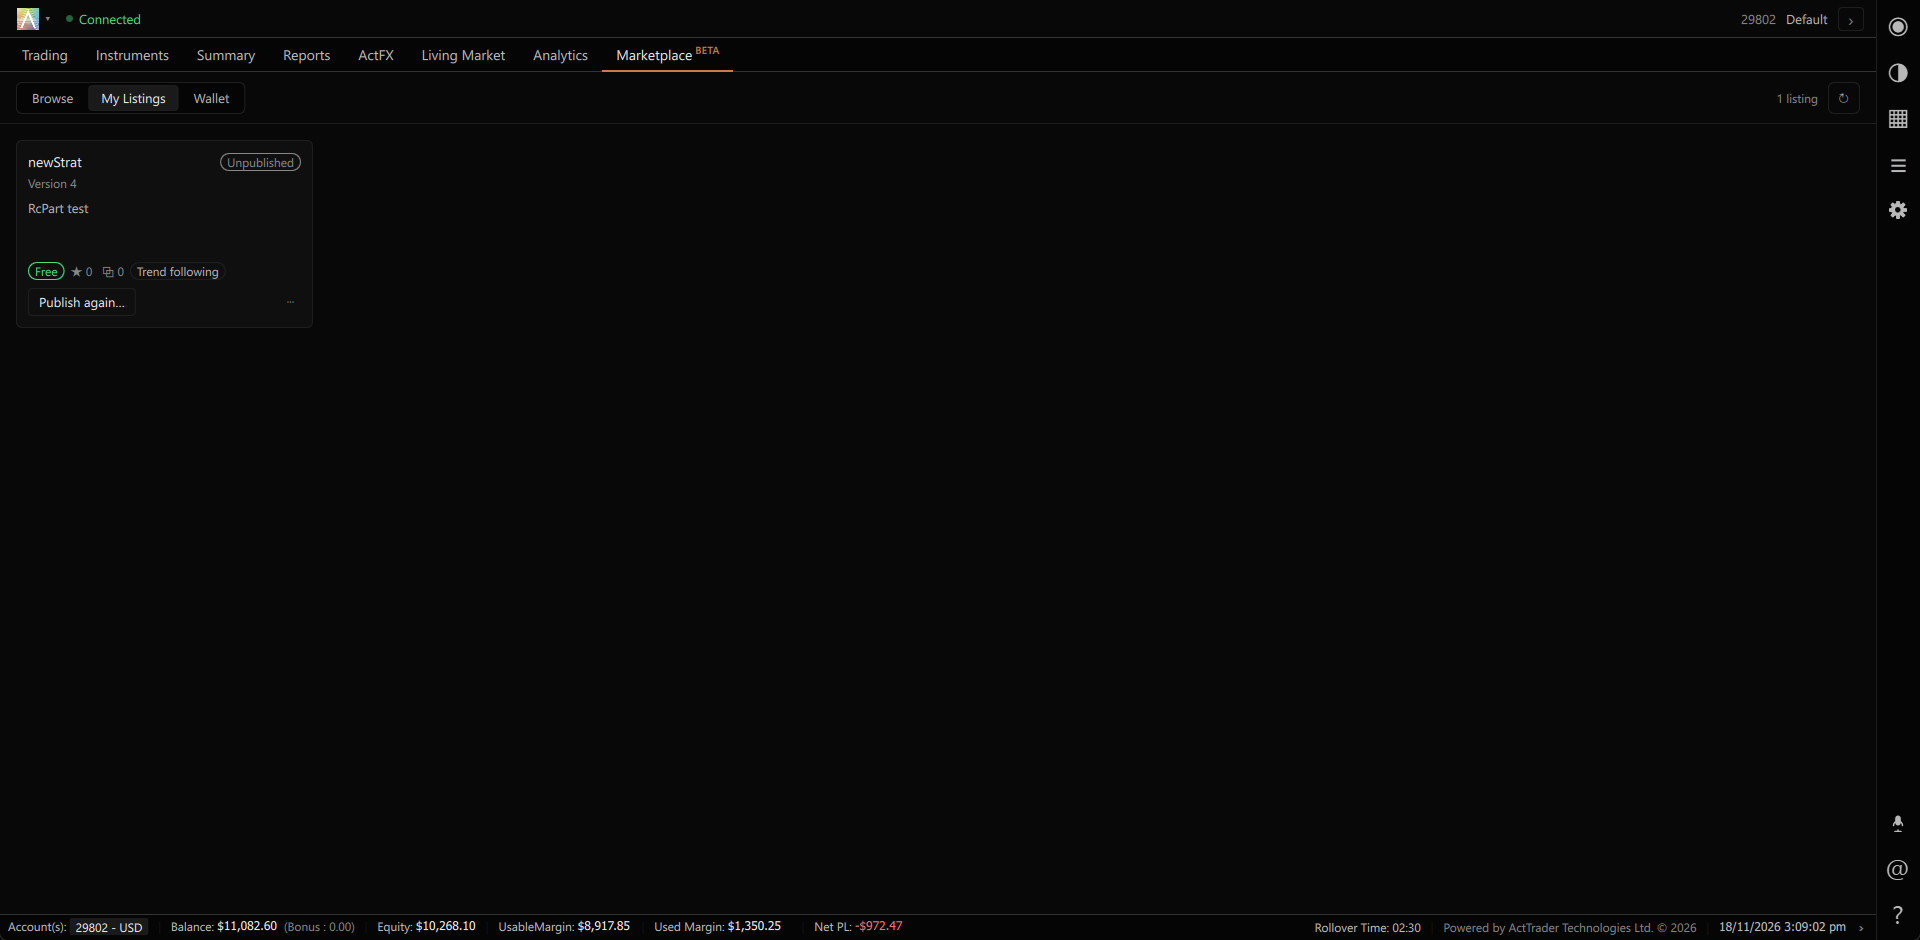 Connected
29802 Default
Trading Instruments Summary Reports ActFX Living Market Analytics Marketplace BETA
Browse My Listings Wallet
1 listing
newStrat Unpublished
Version 4
RcPart test
Free ★ 0 0 Trend following
Publish again... ...
@
?
Account(s): 29802 - USD Balance: $11,082.60 (Bonus : 0.00) Equity: $10,268.10 UsableMargin: $8,917.85 Used Margin: $1,350.25 Net PL: -$972.47 Rollover Time: 02:30 Powered by ActTrader Technologies Ltd. © 2026 18/11/2026 3:09:02 pm